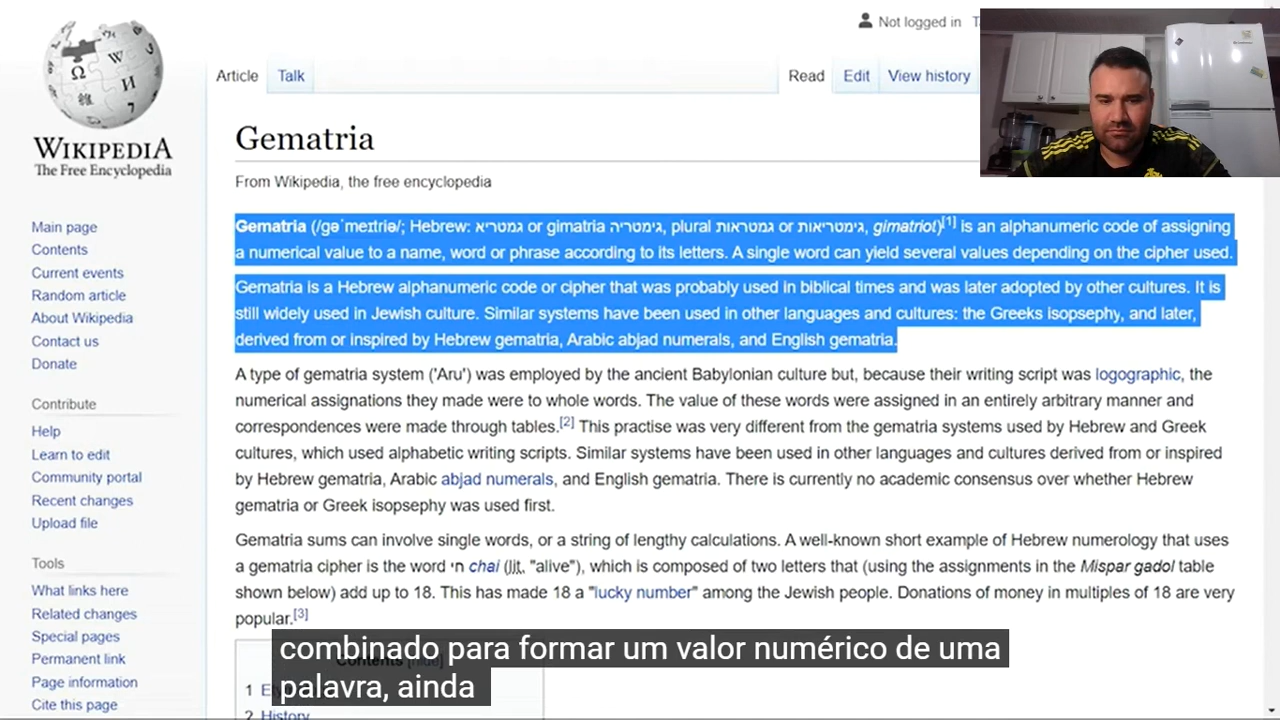 Not logged in
WIKIPEDIA
The Free Encyclopedia
Article
Talk
Read
Edit
View history
Gematria
From Wikipedia, the free encyclopedia
Gematria (/ɡəˈmeɪtriə/; Hebrew: גמטריא or gimatria גימטריה, plural גמטראות or גימטריאות, gimatriot)[1] is an alphanumeric code of assigning
a numerical value to a name, word or phrase according to its letters. A single word can yield several values depending on the cipher used.
Gematria is a Hebrew alphanumeric code or cipher that was probably used in biblical times and was later adopted by other cultures. It is
still widely used in Jewish culture. Similar systems have been used in other languages and cultures: the Greeks isopsephy, and later,
derived from or inspired by Hebrew gematria, Arabic abjad numerals, and English gematria.
A type of gematria system ('Aru') was employed by the ancient Babylonian culture but, because their writing script was logographic, the
numerical assignations they made were to whole words. The value of these words were assigned in an entirely arbitrary manner and
correspondences were made through tables.[2] This practise was very different from the gematria systems used by Hebrew and Greek
cultures, which used alphabetic writing scripts. Similar systems have been used in other languages and cultures derived from or inspired
by Hebrew gematria, Arabic abjad numerals, and English gematria. There is currently no academic consensus over whether Hebrew
gematria or Greek isopsephy was used first.
Gematria sums can involve single words, or a string of lengthy calculations. A well-known short example of Hebrew numerology that uses
a gematria cipher is the word חי chai (lit. "alive"), which is composed of two letters that (using the assignments in the Mispar gadol table
shown below) add up to 18. This has made 18 a "lucky number" among the Jewish people. Donations of money in multiples of 18 are very
popular.[3]
Contents [hide]
1
2 History
Main page
Contents
Current events
Random article
About Wikipedia
Contact us
Donate
Contribute
Help
Learn to edit
Community portal
Recent changes
Upload file
Tools
What links here
Related changes
Special pages
Permanent link
Page information
Cite this page
combinado para formar um valor numérico de uma
palavra, ainda